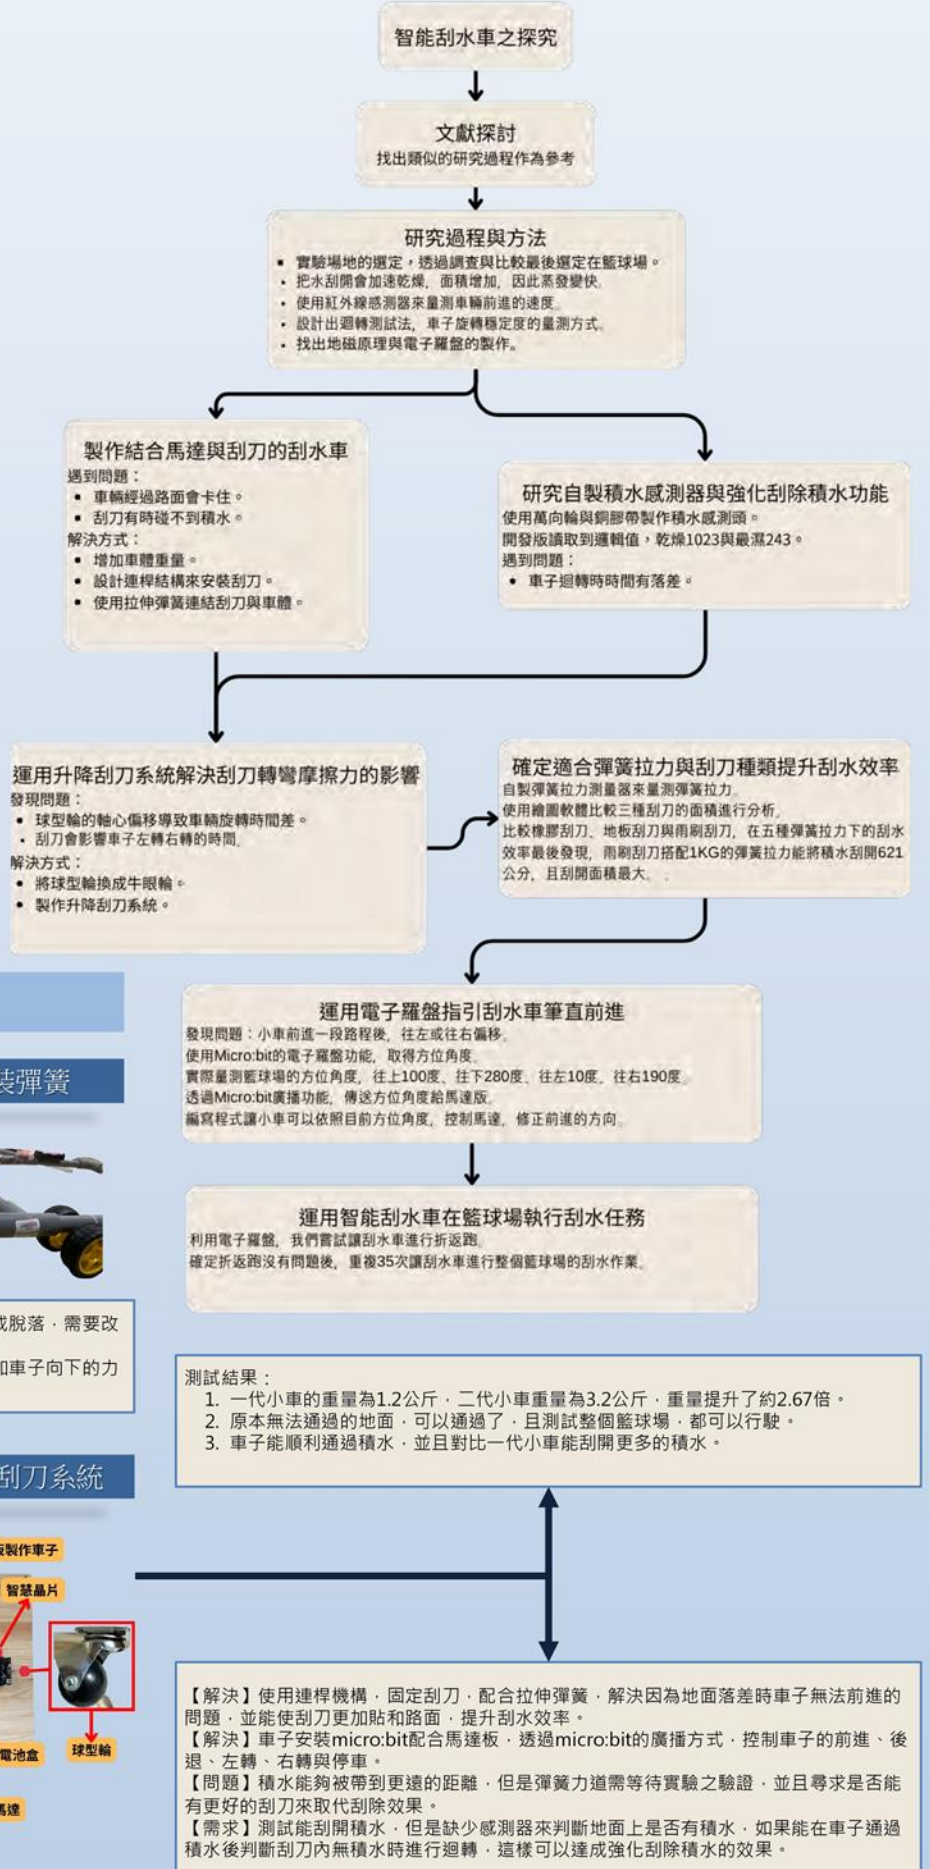 智能刮水車之探究
文獻探討
找出類似的研究過程作為參考
研究過程與方法
• 實驗場地的選定，透過調查與比較最後選定在籃球場。
• 把水刮開會加速乾燥，面積增加，因此蒸發變快。
• 使用紅外線感測器來量測車輛前進的速度。
• 設計出迴轉測試法，車子旋轉穩定度的量測方式。
• 找出地磁原理與電子羅盤的製作。
製作結合馬達與刮刀的刮水車
遇到問題：
• 車輛經過路面會卡住。
• 刮刀有時碰不到積水。
解決方式：
• 增加車體重量。
• 設計連桿結構來安裝刮刀。
• 使用拉伸彈簧連結刮刀與車體。
研究自製積水感測器與強化刮除積水功能
使用萬向輪與銅膠帶製作積水感測頭。
開發版讀取到邏輯值，乾燥1023與最濕243。
遇到問題：
• 車子迴轉時時間有落差。
運用升降刮刀系統解決刮刀轉彎摩擦力的影響
發現問題：
• 球型輪的軸心偏移導致車輛旋轉時間差。
• 刮刀會影響車子左轉右轉的時間。
解決方式：
• 將球型輪換成牛眼輪。
• 製作升降刮刀系統。
確定適合彈簧拉力與刮刀種類提升刮水效率
自製彈簧拉力測量器來量測彈簧拉力。
使用繪圖軟體比較三種刮刀的面積進行分析。
比較橡膠刮刀、地板刮刀與雨刷刮刀，在五種彈簧拉力下的刮水
效率最後發現，雨刷刮刀搭配1KG的彈簧拉力能將積水刮開621
公分，且刮開面積最大。
運用電子羅盤指引刮水車筆直前進
發現問題：小車前進一段路程後，往左或往右偏移。
使用Micro:bit的電子羅盤功能，取得方位角度。
實際量測籃球場的方位角度，往上100度、往下280度、往左10度、往右190度。
透過Micro:bit廣播功能，傳送方位角度給馬達版。
編寫程式讓小車可以依照目前方位角度，控制馬達，修正前進的方向。
運用智能刮水車在籃球場執行刮水任務
利用電子羅盤，我們嘗試讓刮水車進行折返跑。
確定折返跑沒有問題後，重複35次讓刮水車進行整個籃球場的刮水作業。
裝彈簧
成脫落，需要改
加車子向下的力
刮刀系統
板製作車子
智慧晶片
電池盒
球型輪
馬達
測試結果：
1. 一代小車的重量為1.2公斤，二代小車重量為3.2公斤，重量提升了約2.67倍。
2. 原本無法通過的地面，可以通過了，且測試整個籃球場，都可以行駛。
3. 車子能順利通過積水，並且對比一代小車能刮開更多的積水。
【解決】使用連桿機構，固定刮刀，配合拉伸彈簧，解決因為地面落差時車子無法前進的
問題，並能使刮刀更加貼和路面，提升刮水效率。
【解決】車子安裝micro:bit配合馬達板，透過micro:bit的廣播方式，控制車子的前進、後
退、左轉、右轉與停車。
【問題】積水能夠被帶到更遠的距離，但是彈簧力道需等待實驗之驗證，並且尋求是否能
有更好的刮刀來取代刮除效果。
【需求】測試能刮開積水，但是缺少感測器來判斷地面上是否有積水，如果能在車子通過
積水後判斷刮刀內無積水時進行迴轉，這樣可以達成強化刮除積水的效果。